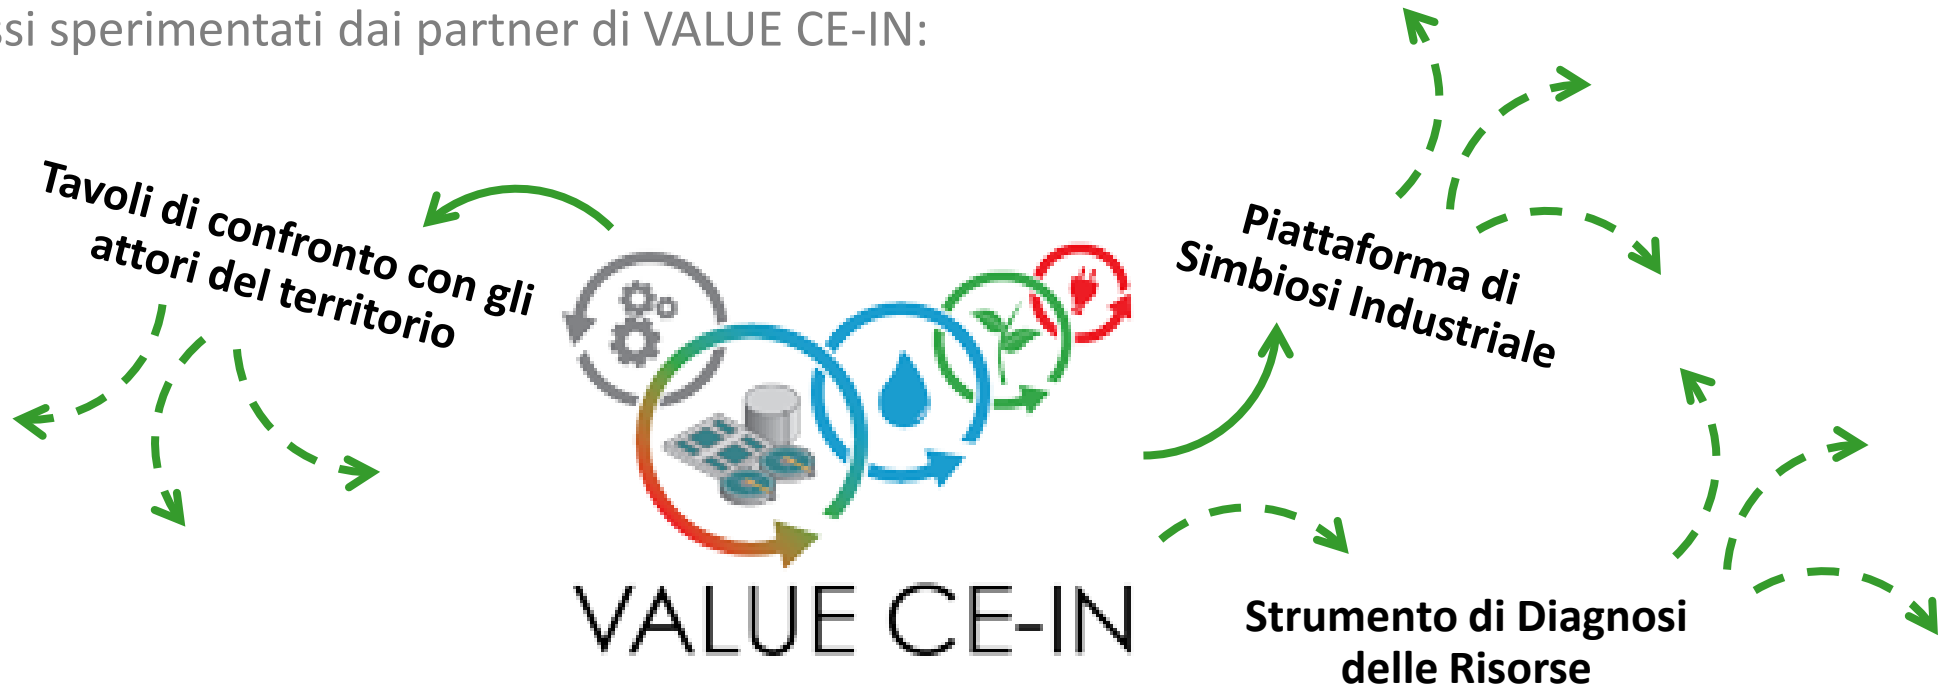 sperimentati dai partner di VALUE CE-IN:
Tavoli di confronto con gli
attori del territorio
Piattaforma di
Simbiosi Industriale
VALUE CE-IN
Strumento di Diagnosi
delle Risorse